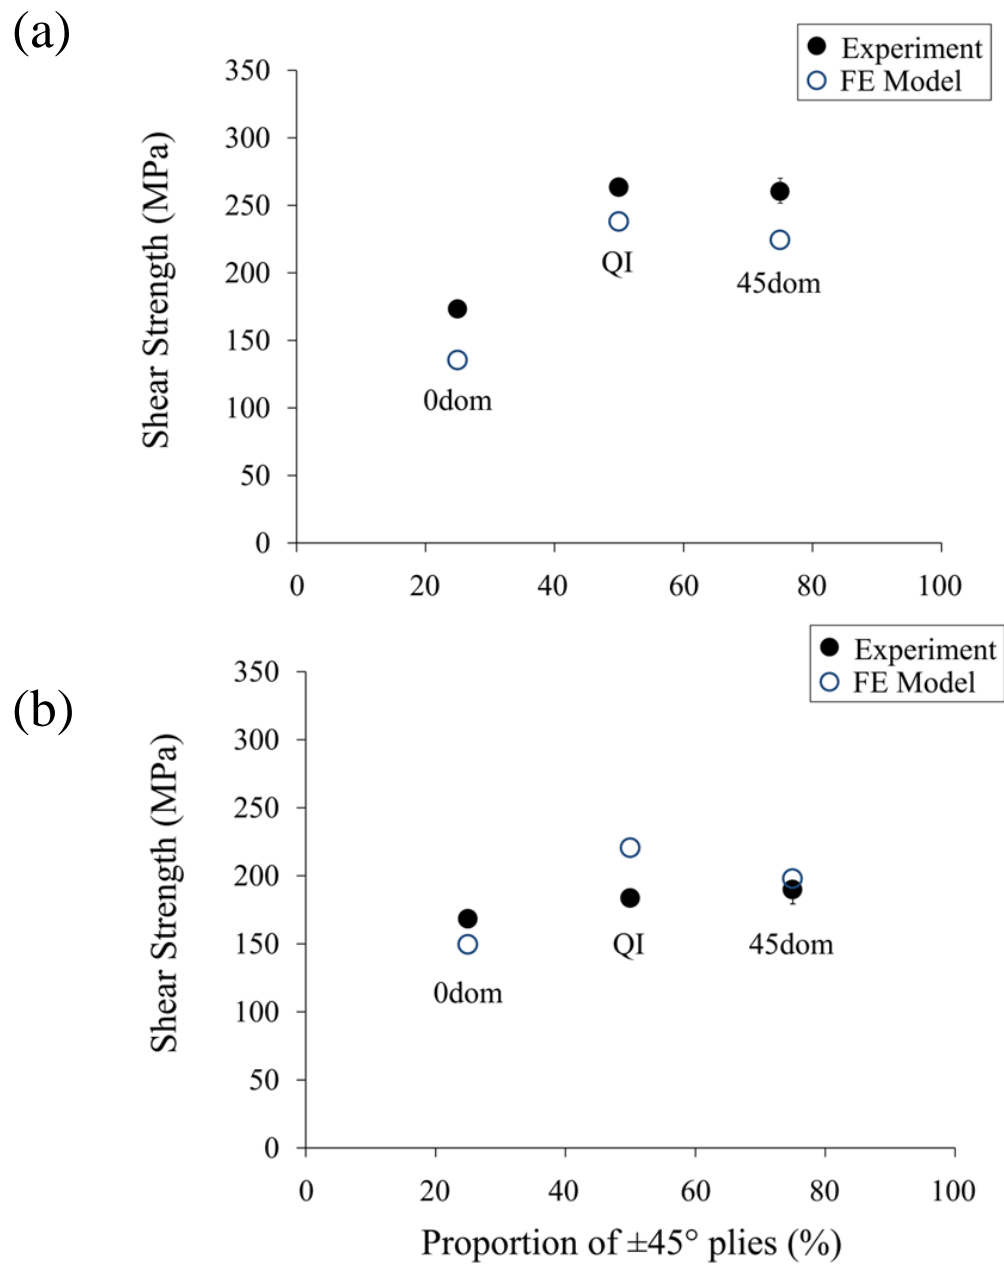 (a)
Experiment
FE Model
Shear Strength (MPa)
350
300
250
200
150
100
50
0
QI
45dom
0dom
0 20 40 60 80 100
(b)
Experiment
FE Model
Shear Strength (MPa)
350
300
250
200
150
100
50
0
QI
45dom
0dom
0 20 40 60 80 100
Proportion of ±45° plies (%)